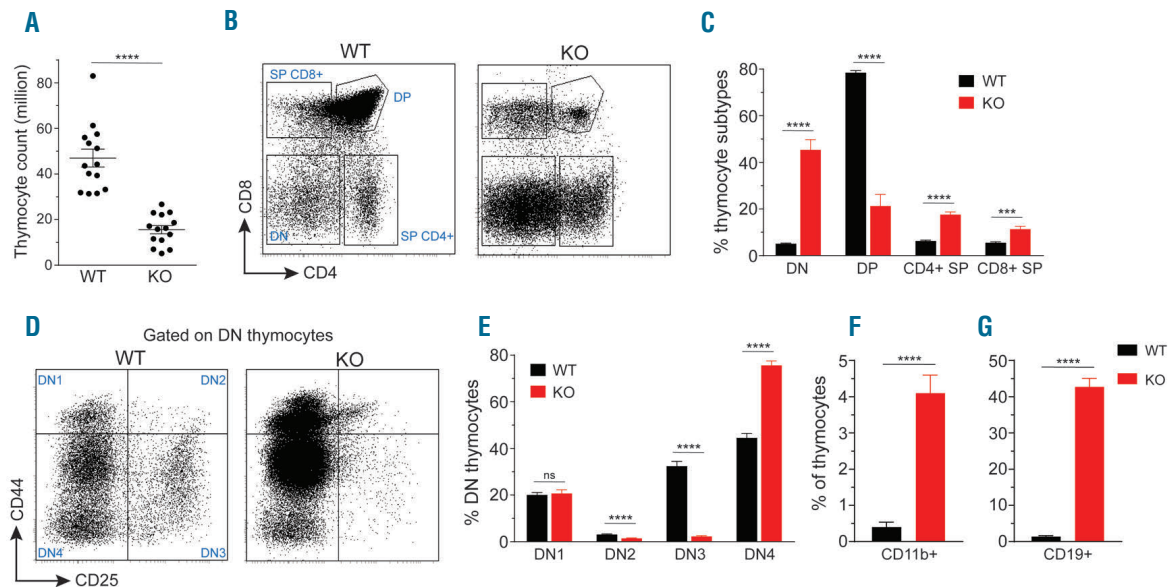 A
****
Thymocyte count (million)
80
60
40
20
0
WT
KO
B
WT
KO
SP CD8+
DP
DN
SP CD4+
CD8
CD4
C
WT
KO
% thymocyte subtypes
80
60
40
20
0
****
****
****
***
DN
DP
CD4+ SP
CD8+ SP
D
Gated on DN thymocytes
WT
KO
DN1
DN2
DN4
DN3
CD44
CD25
E
WT
KO
% DN thymocytes
80
60
40
20
0
ns
****
****
****
DN1
DN2
DN3
DN4
F
% of thymocytes
5
4
3
2
1
0
****
CD11b+
G
50
40
30
20
10
0
****
CD19+
WT
KO